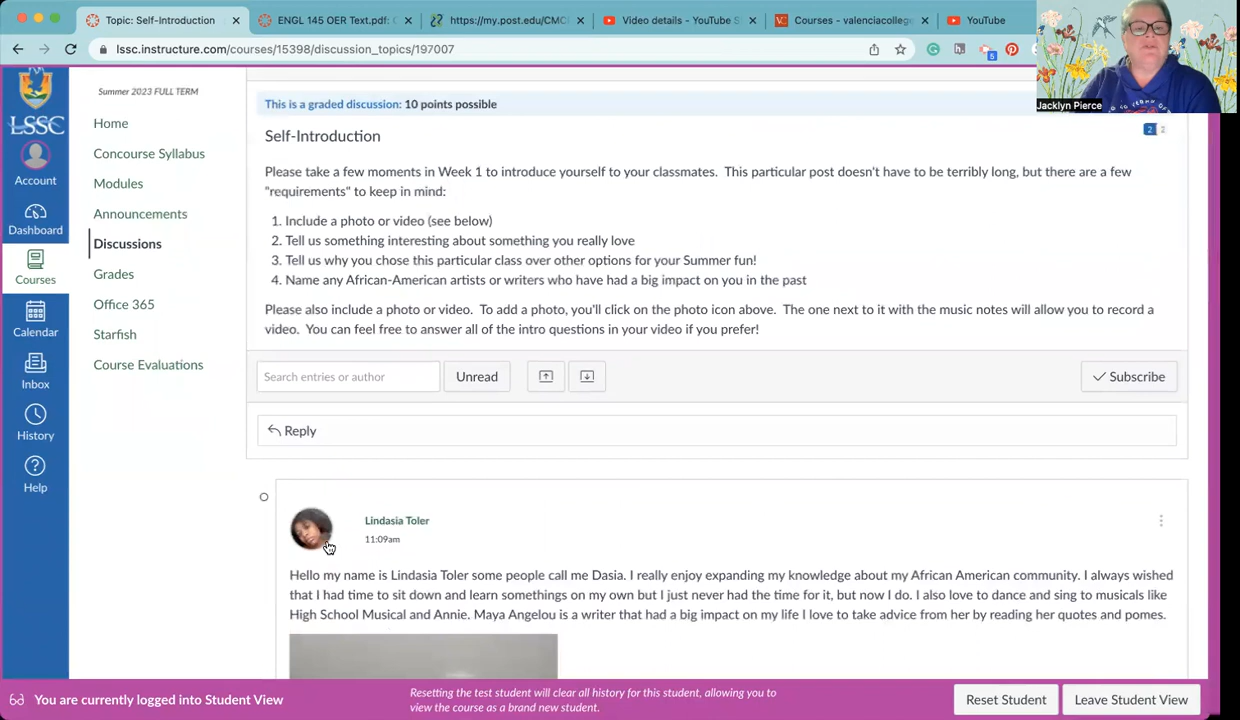 Topic: Self-Introduction
ENGL 145 OER Text.pdf:
https://my.post.edu/CMC
Video details - YouTube S
Courses - valenciacolleg
YouTube
lssc.instructure.com/courses/15398/discussion_topics/197007
5
Jacklyn Pierce
LSSC
Account
Dashboard
Courses
Calendar
Inbox
History
Help
Summer 2023 FULL TERM
Home
Concourse Syllabus
Modules
Announcements
Discussions
Grades
Office 365
Starfish
Course Evaluations
This is a graded discussion: 10 points possible
Self-Introduction
2 2
Please take a few moments in Week 1 to introduce yourself to your classmates. This particular post doesn't have to be terribly long, but there are a few
"requirements" to keep in mind:
1. Include a photo or video (see below)
2. Tell us something interesting about something you really love
3. Tell us why you chose this particular class over other options for your Summer fun!
4. Name any African-American artists or writers who have had a big impact on you in the past
Please also include a photo or video. To add a photo, you'll click on the photo icon above. The one next to it with the music notes will allow you to record a
video. You can feel free to answer all of the intro questions in your video if you prefer!
Search entries or author
Unread
Subscribe
Reply
Lindasia Toler
11:09am
Hello my name is Lindasia Toler some people call me Dasia. I really enjoy expanding my knowledge about my African American community. I always wished
that I had time to sit down and learn somethings on my own but I just never had the time for it, but now I do. I also love to dance and sing to musicals like
High School Musical and Annie. Maya Angelou is a writer that had a big impact on my life I love to take advice from her by reading her quotes and pomes.
You are currently logged into Student View
Resetting the test student will clear all history for this student, allowing you to
view the course as a brand new student.
Reset Student
Leave Student View